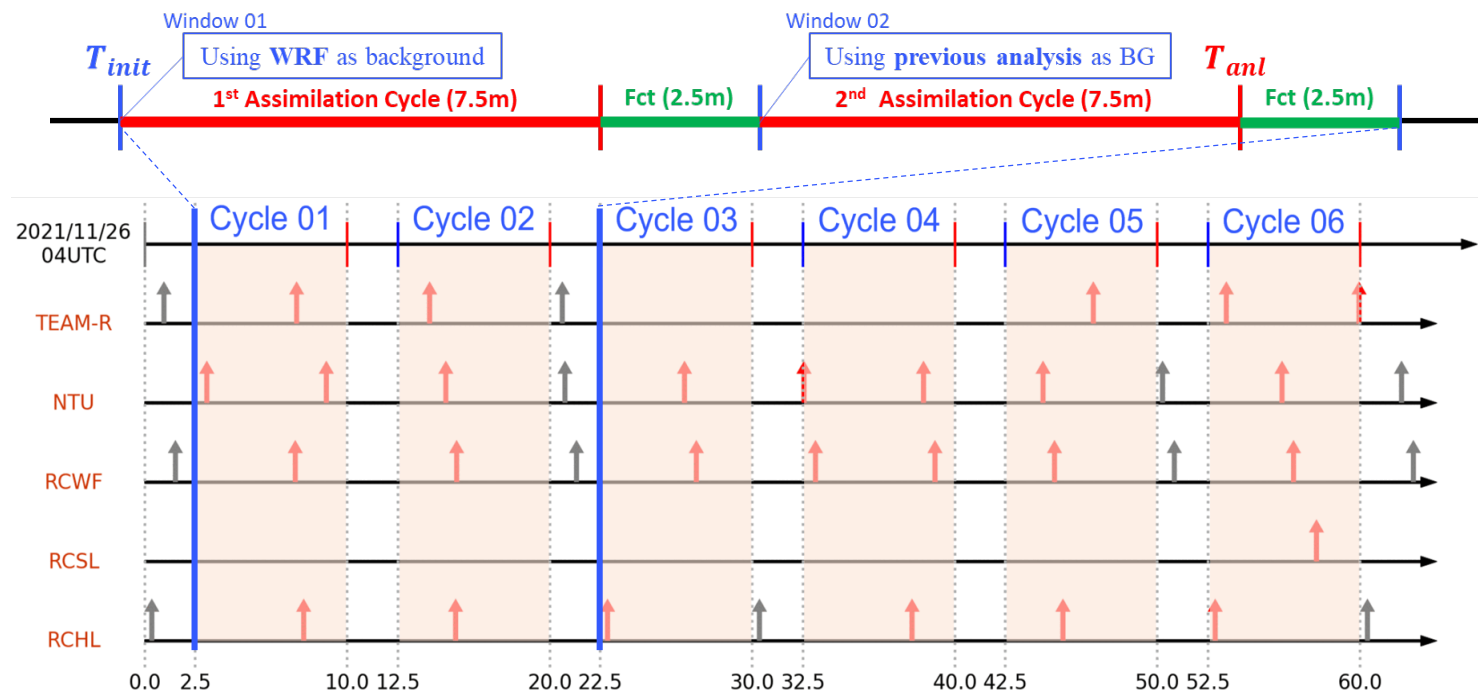 Window 01
Window 02
T_init
Using WRF as background
Using previous analysis as BG
T_anl
1st Assimilation Cycle (7.5m)
Fct (2.5m)
2nd Assimilation Cycle (7.5m)
Fct (2.5m)
2021/11/26
04UTC
Cycle 01
Cycle 02
Cycle 03
Cycle 04
Cycle 05
Cycle 06
TEAM-R
NTU
RCWF
RCSL
RCHL
0.0 2.5 10.0 12.5 20.0 22.5 30.0 32.5 40.0 42.5 50.0 52.5 60.0